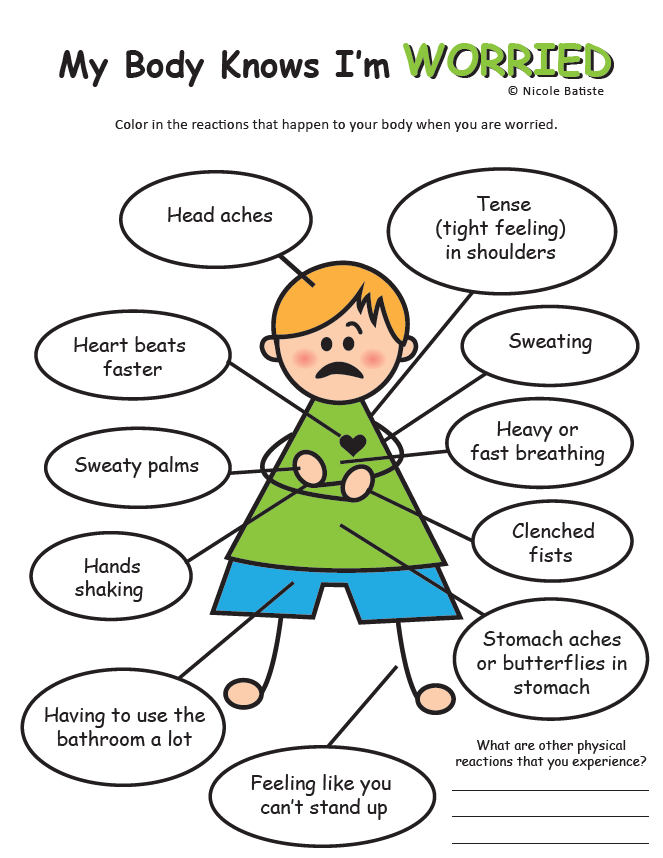 My Body Knows I'm WORRIED
© Nicole Batiste
Color in the reactions that happen to your body when you are worried.
Head aches
Tense
(tight feeling)
in shoulders
Heart beats
faster
Sweating
Sweaty palms
Heavy or
fast breathing
Hands
shaking
Clenched
fists
Having to use the
bathroom a lot
Stomach aches
or butterflies in
stomach
Feeling like you
can't stand up
What are other physical
reactions that you experience?